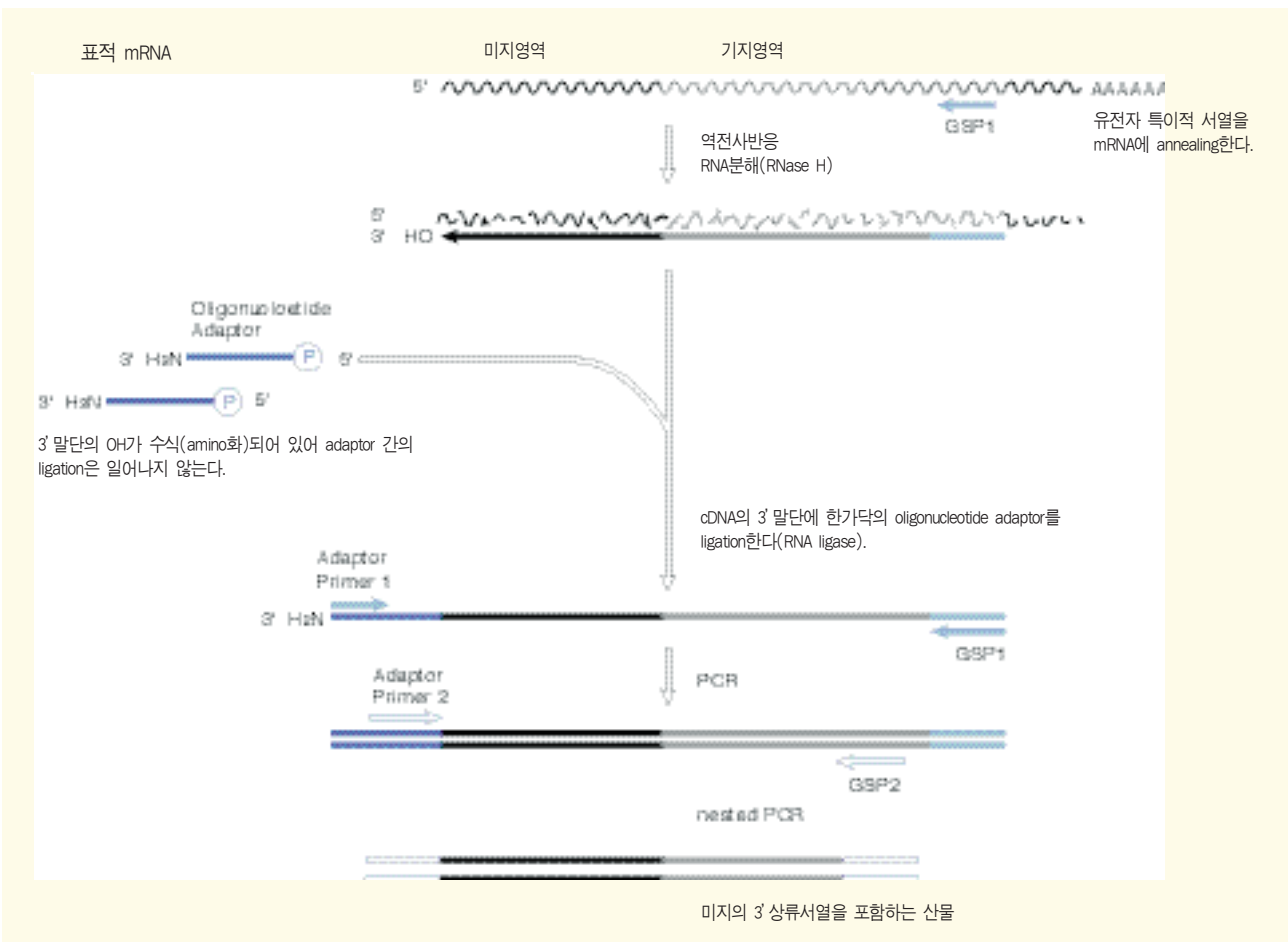 표적 mRNA
미지영역
기지영역
5' AAAAAA
GSP1
유전자 특이적 서열을
mRNA에 annealing한다.
역전사반응
RNA분해(RNase H)
5'
3' HO
Oligonucloetide
Adaptor
3' H₂N P 5'
3' H₂N P 5'
3' 말단의 OH가 수식(amino화)되어 있어 adaptor 간의
ligation은 일어나지 않는다.
cDNA의 3' 말단에 한가닥의 oligonucleotide adaptor를
ligation한다(RNA ligase).
Adaptor
Primer 1
3' H₂N
GSP1
PCR
Adaptor
Primer 2
GSP2
nested PCR
미지의 3' 상류서열을 포함하는 산물